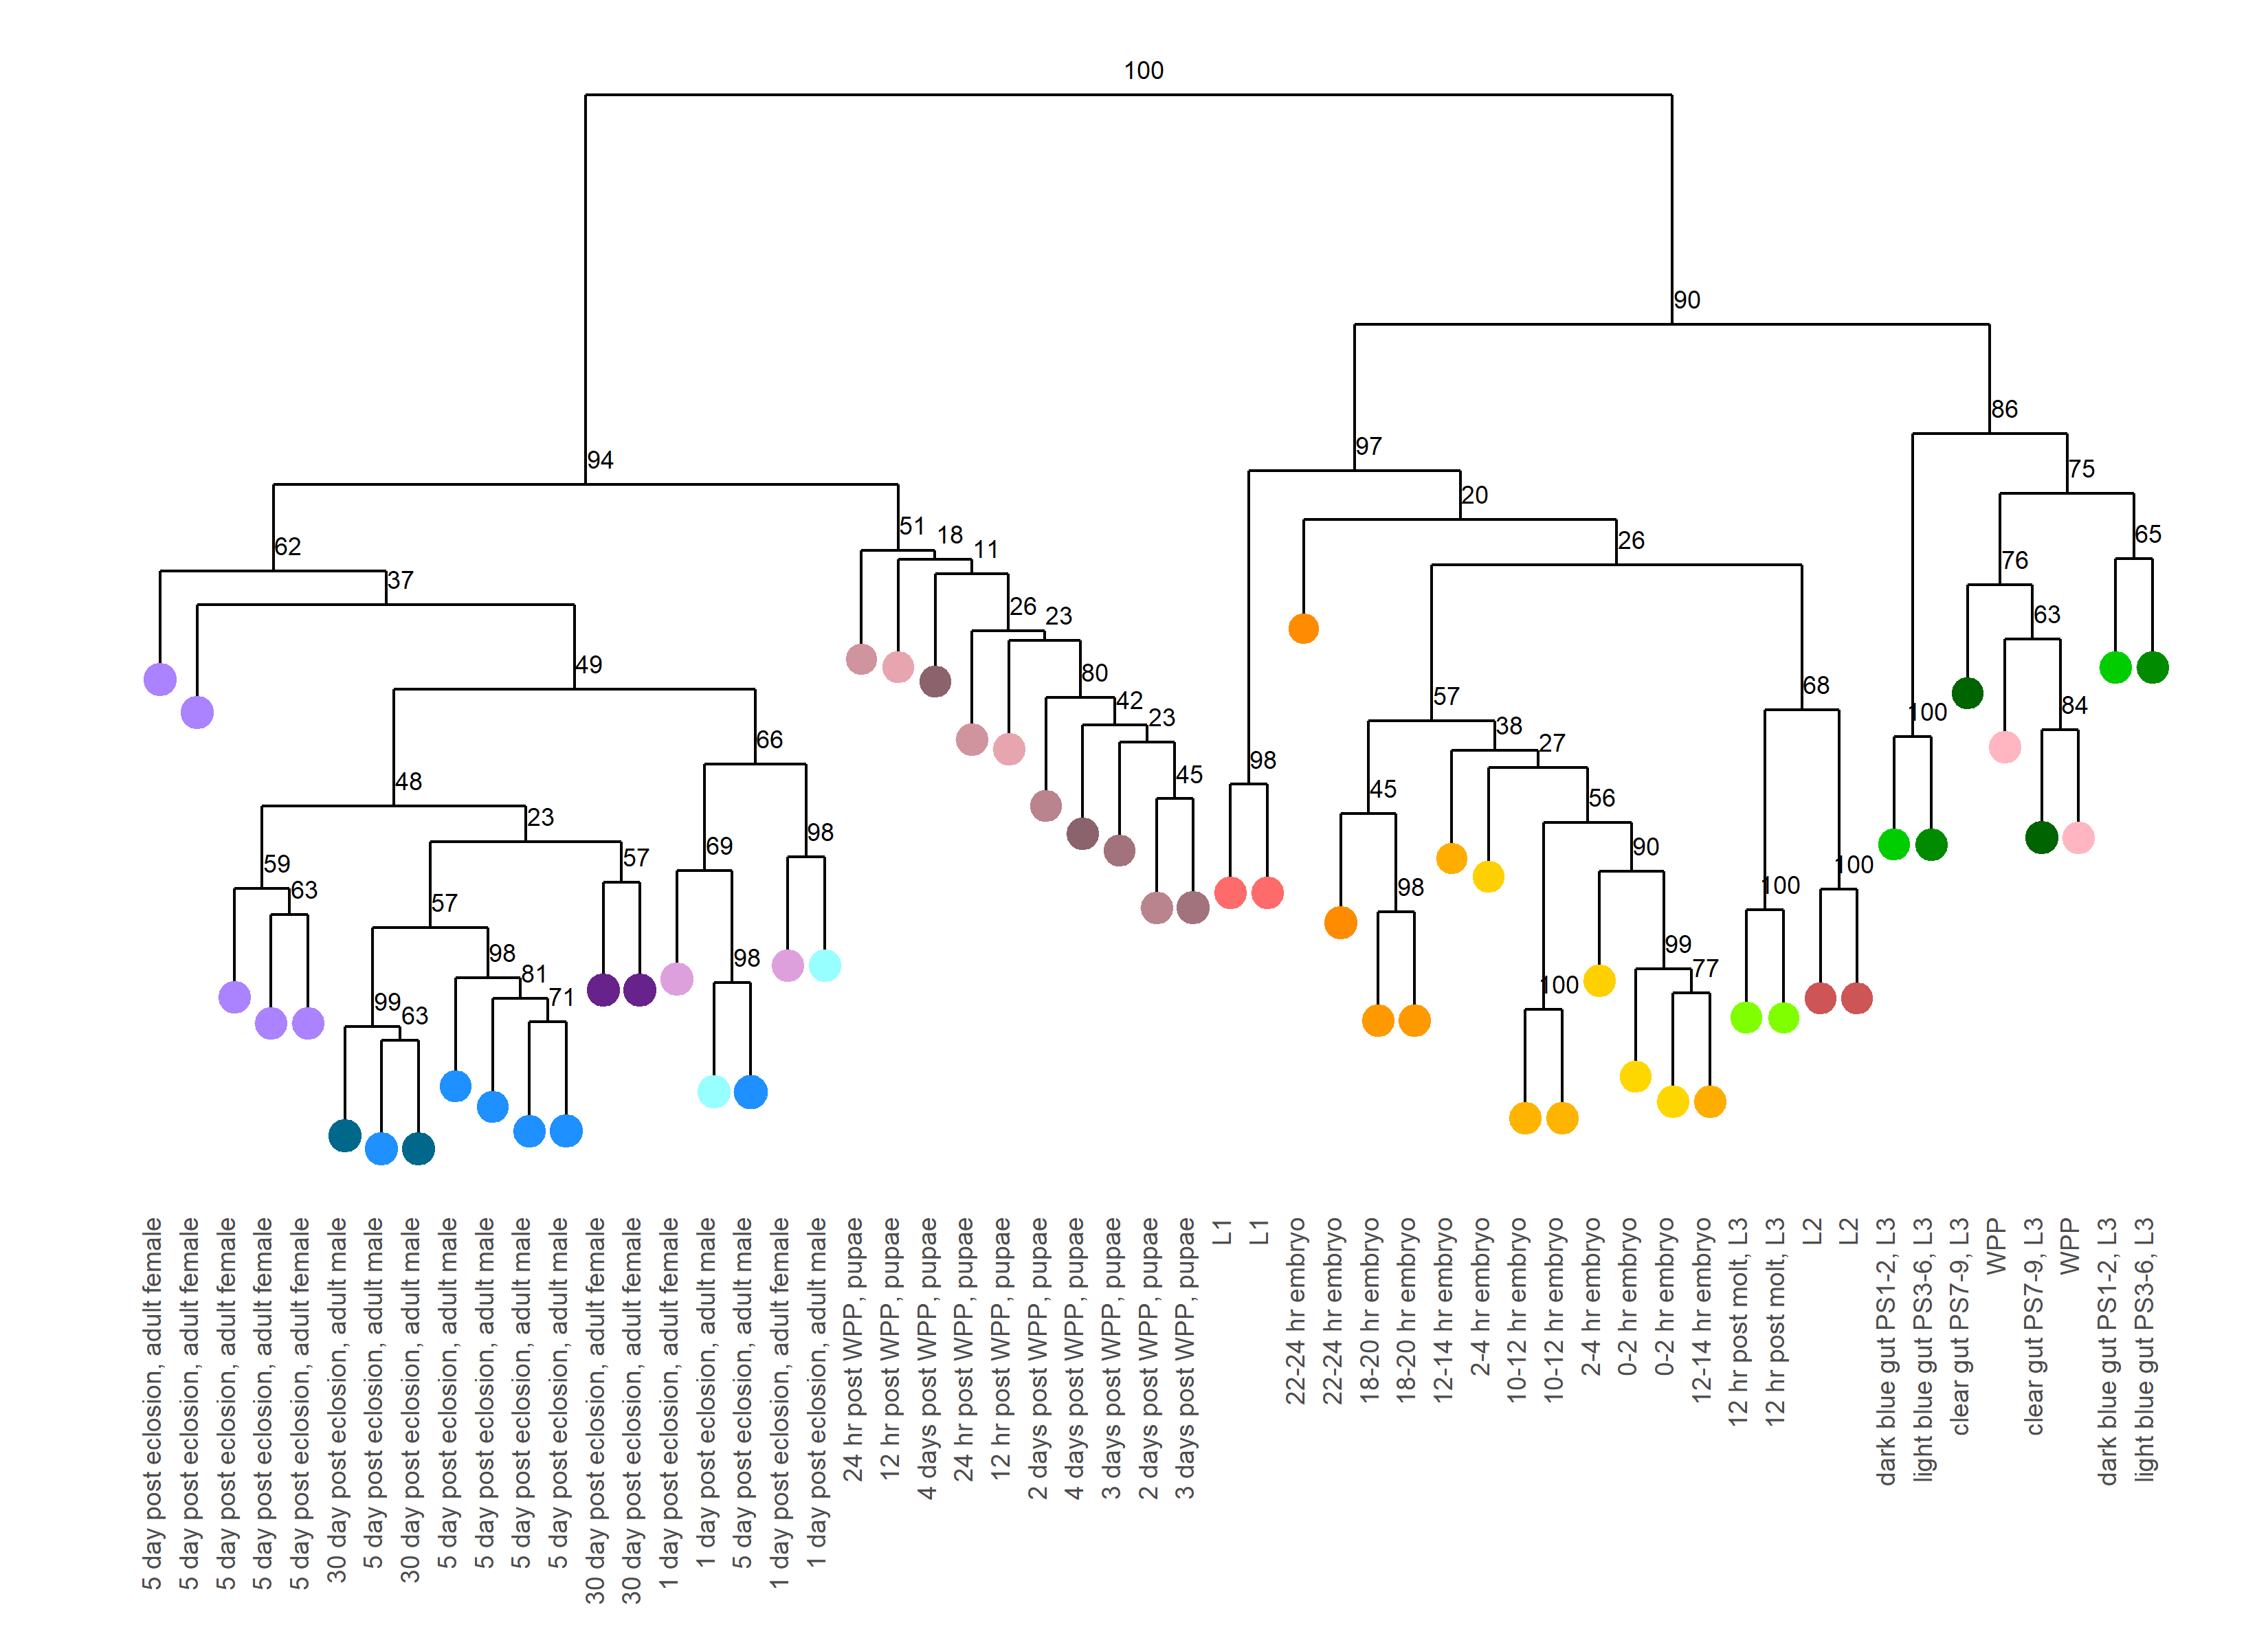 100
90
86
97
94
75
20
51
18
11
65
26
62
76
37
26
23
63
49
80
68
57
42
84
100
38
23
66
27
98
45
45
48
56
23
69
98
90
59
57
100
63
100
98
57
98
98
99
81
77
100
71
99
63
5 day post eclosion, adult female
5 day post eclosion, adult female
5 day post eclosion, adult female
5 day post eclosion, adult female
5 day post eclosion, adult female
30 day post eclosion, adult male
5 day post eclosion, adult male
30 day post eclosion, adult male
5 day post eclosion, adult male
5 day post eclosion, adult male
5 day post eclosion, adult male
5 day post eclosion, adult male
30 day post eclosion, adult female
30 day post eclosion, adult female
1 day post eclosion, adult female
1 day post eclosion, adult male
5 day post eclosion, adult male
1 day post eclosion, adult female
1 day post eclosion, adult male
24 hr post WPP, pupae
12 hr post WPP, pupae
4 days post WPP, pupae
24 hr post WPP, pupae
12 hr post WPP, pupae
2 days post WPP, pupae
4 days post WPP, pupae
3 days post WPP, pupae
2 days post WPP, pupae
3 days post WPP, pupae
L1
L1
22-24 hr embryo
22-24 hr embryo
18-20 hr embryo
18-20 hr embryo
12-14 hr embryo
2-4 hr embryo
10-12 hr embryo
10-12 hr embryo
2-4 hr embryo
0-2 hr embryo
0-2 hr embryo
12-14 hr embryo
12 hr post molt, L3
12 hr post molt, L3
L2
L2
dark blue gut PS1-2, L3
light blue gut PS3-6, L3
clear gut PS7-9, L3
WPP
clear gut PS7-9, L3
WPP
dark blue gut PS1-2, L3
light blue gut PS3-6, L3